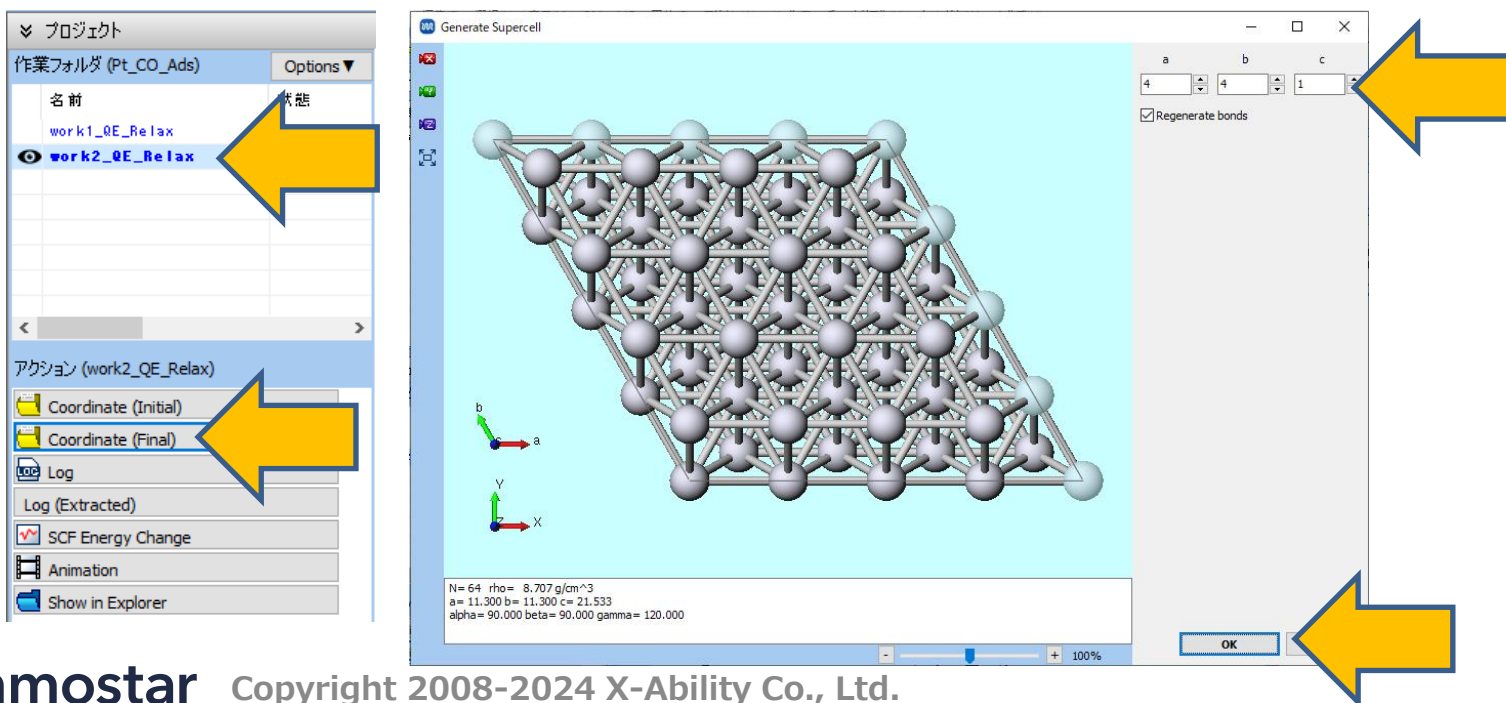 プロジェクト
作業フォルダ (Pt_CO_Ads) Options▼
名前
work1_QE_Relax
work2_QE_Relax
アクション (work2_QE_Relax)
Coordinate (Initial)
Coordinate (Final)
LOG Log
Log (Extracted)
SCF Energy Change
Animation
Show in Explorer
Generate Supercell
a b c
4 4 1
Regenerate bonds
b
a
Y
Z X
N= 64 rho= 8.707 g/cm^3
a= 11.300 b= 11.300 c= 21.533
alpha= 90.000 beta= 90.000 gamma= 120.000
- + 100%
OK
mostar Copyright 2008-2024 X-Ability Co., Ltd.